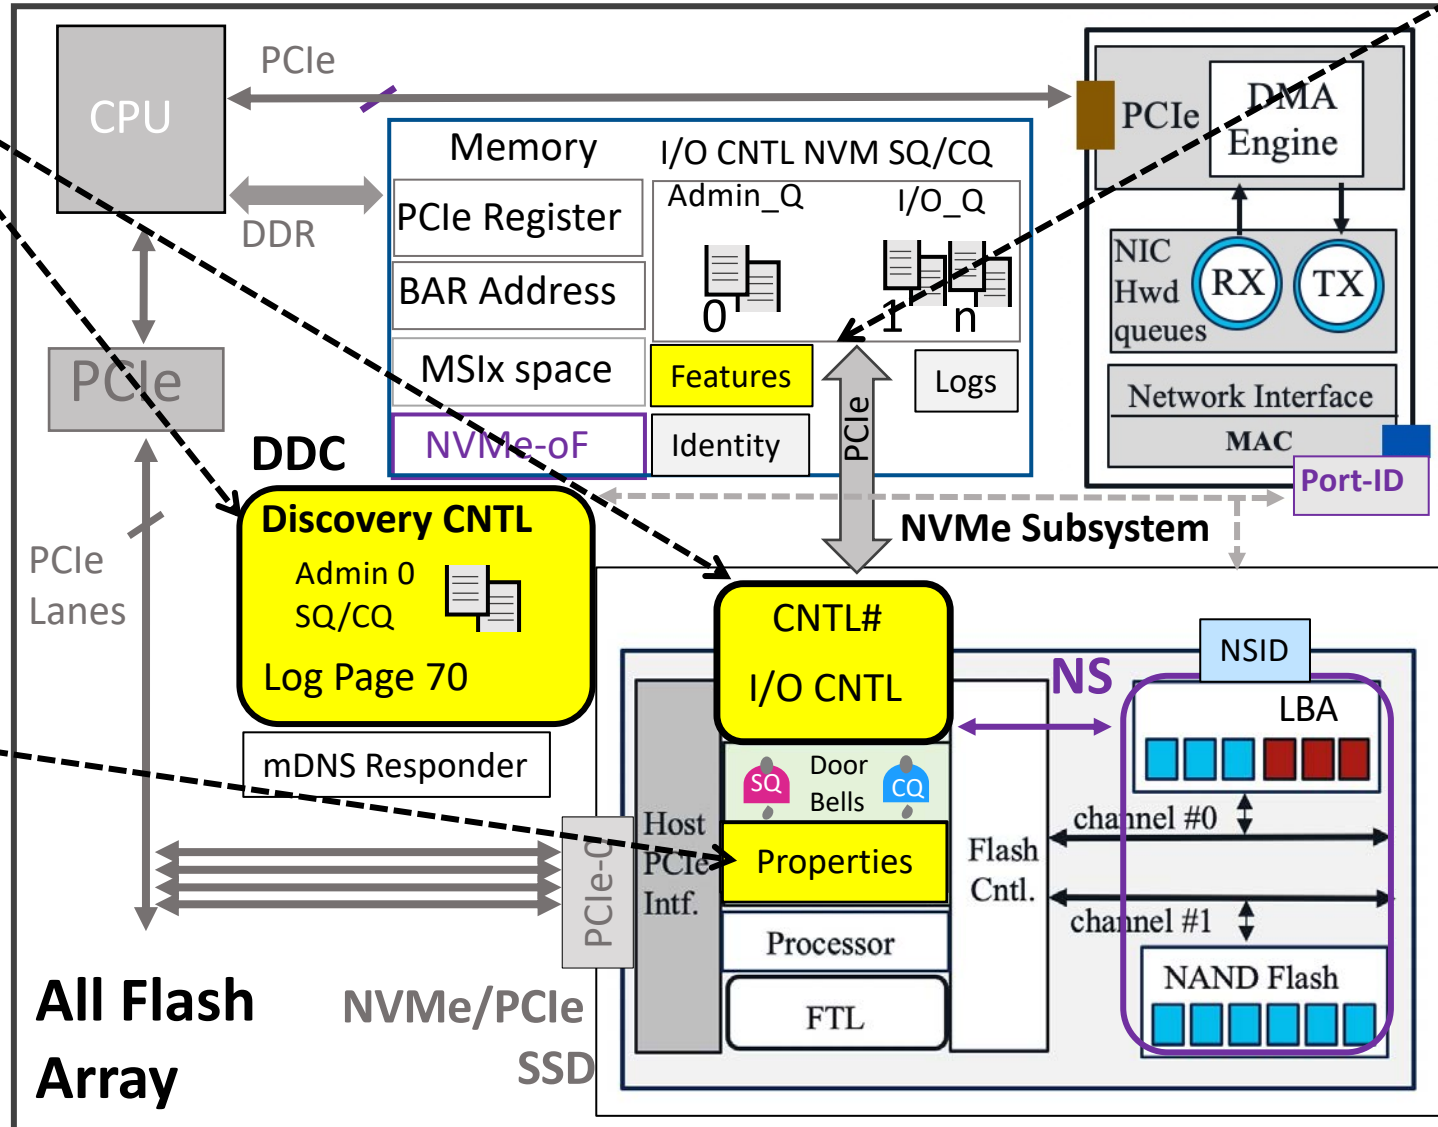 PCIe
CPU
DDR
PCIe
PCIe
Lanes
Memory
I/O CNTL NVM SQ/CQ
PCIe Register
BAR Address
MSIx space
NVMe-oF
Admin_Q
I/O_Q
0
1
n
Features
Logs
Identity
PCIe
PCIe
DMA
Engine
NIC
Hwd
queues
RX
TX
Network Interface
MAC
Port-ID
DDC
Discovery CNTL
Admin 0
SQ/CQ
Log Page 70
mDNS Responder
NVMe Subsystem
CNTL#
I/O CNTL
NS
NSID
LBA
SQ
Door
Bells
CQ
Properties
Processor
FTL
Host
PCIe
Intf.
PCIe-C
Flash
Cntl.
channel #0
channel #1
NAND Flash
All Flash
Array
NVMe/PCIe
SSD